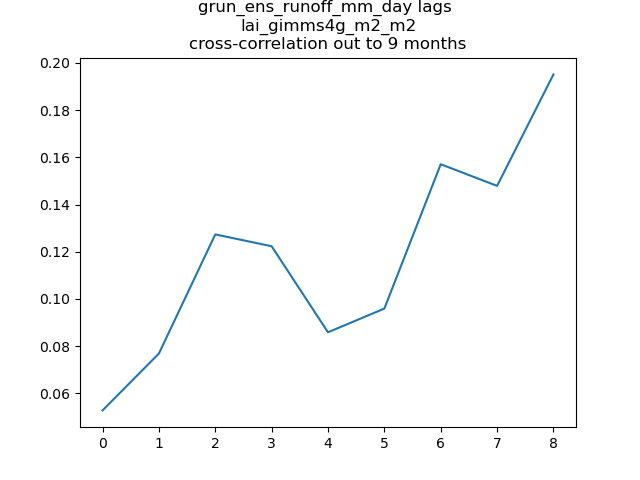 grun_ens_runoff_mm_day lags
lai_gimms4g_m2_m2
cross-correlation out to 9 months
0.20
0.18
0.16
0.14
0.12
0.10
0.08
0.06
0 1 2 3 4 5 6 7 8